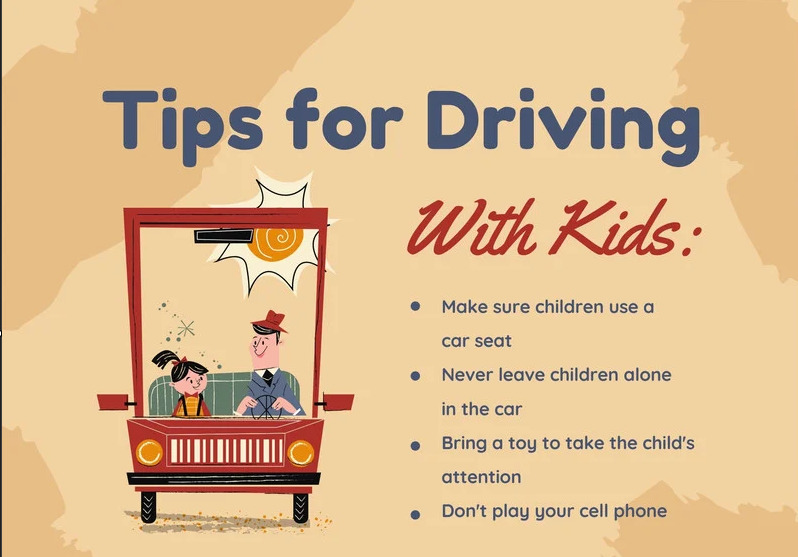 Tips for Driving
With Kids:
• Make sure children use a
car seat
• Never leave children alone
in the car
• Bring a toy to take the child's
attention
• Don't play your cell phone